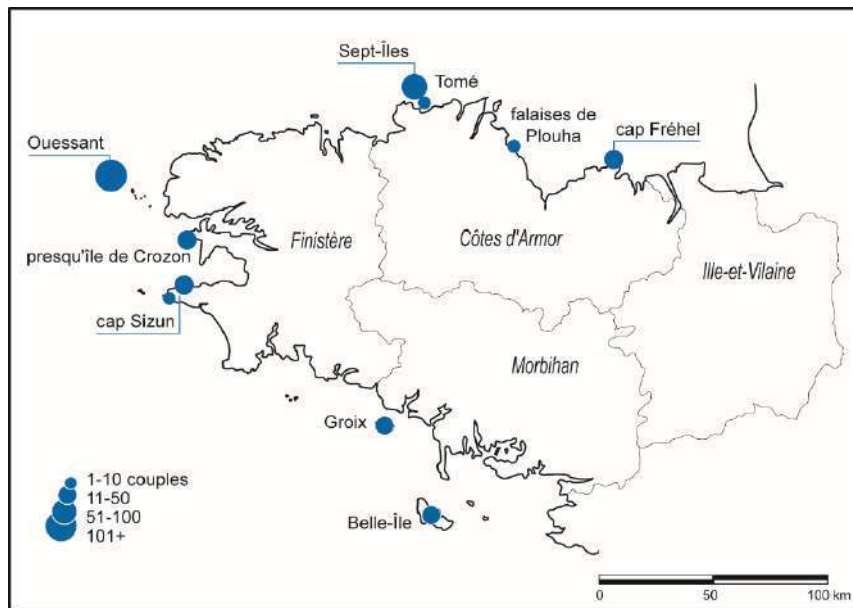 Sept-Îles
Tomé
falaises de
Plouha
cap Fréhel
Ouessant
Finistère
Côtes d'Armor
Ille-et-Vilaine
presqu'île de Crozon
cap Sizun
Morbihan
Groix
Belle-Île
1-10 couples
11-50
51-100
101+
0 50 100 km